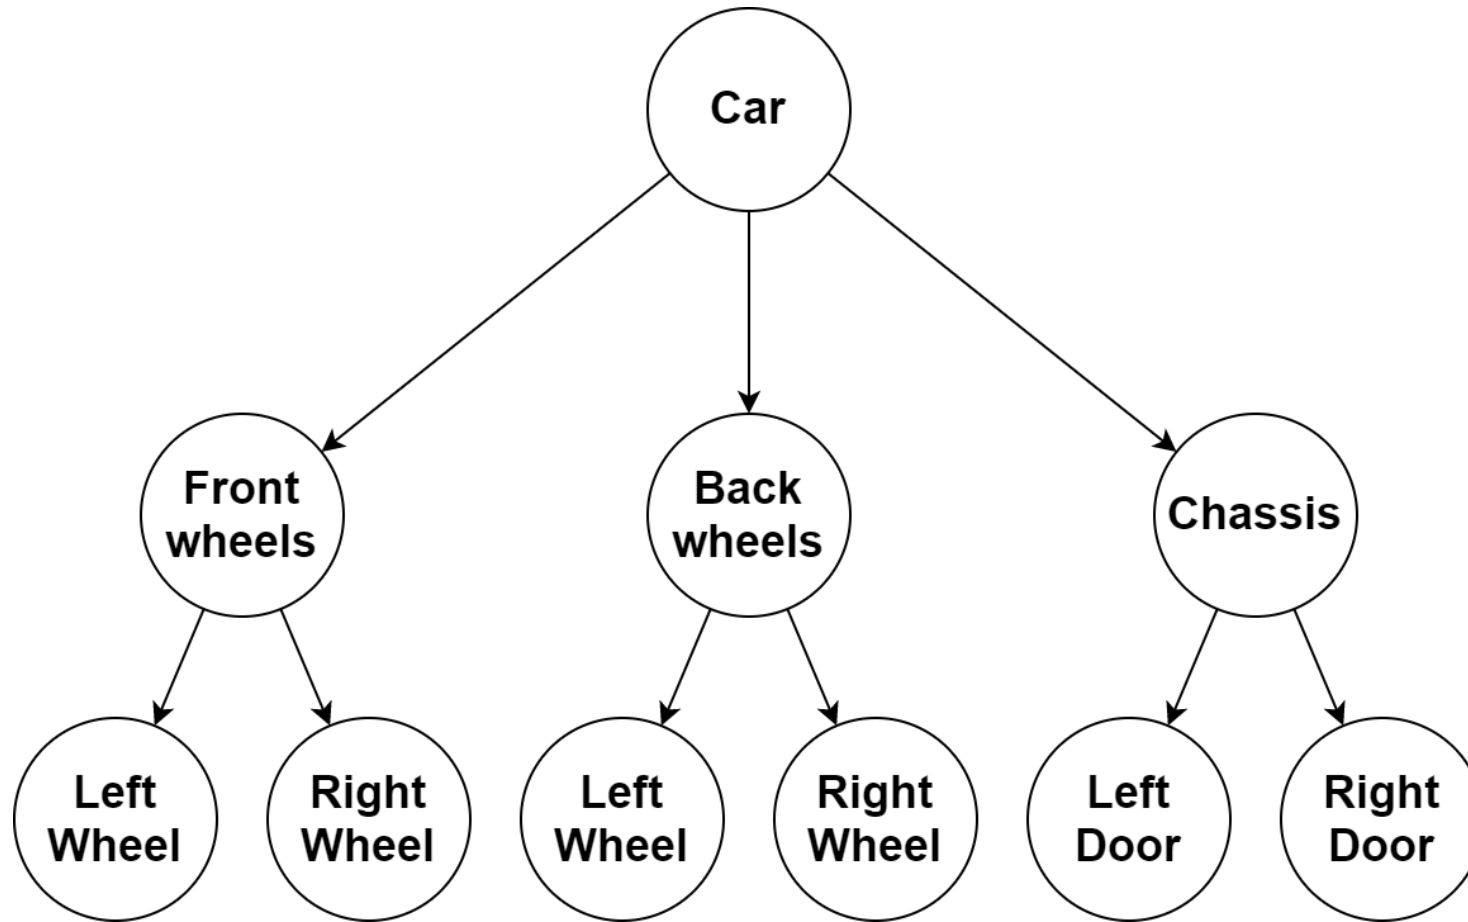 Car
Front
wheels
Back
wheels
Chassis
Left
Wheel
Right
Wheel
Left
Wheel
Right
Wheel
Left
Door
Right
Door